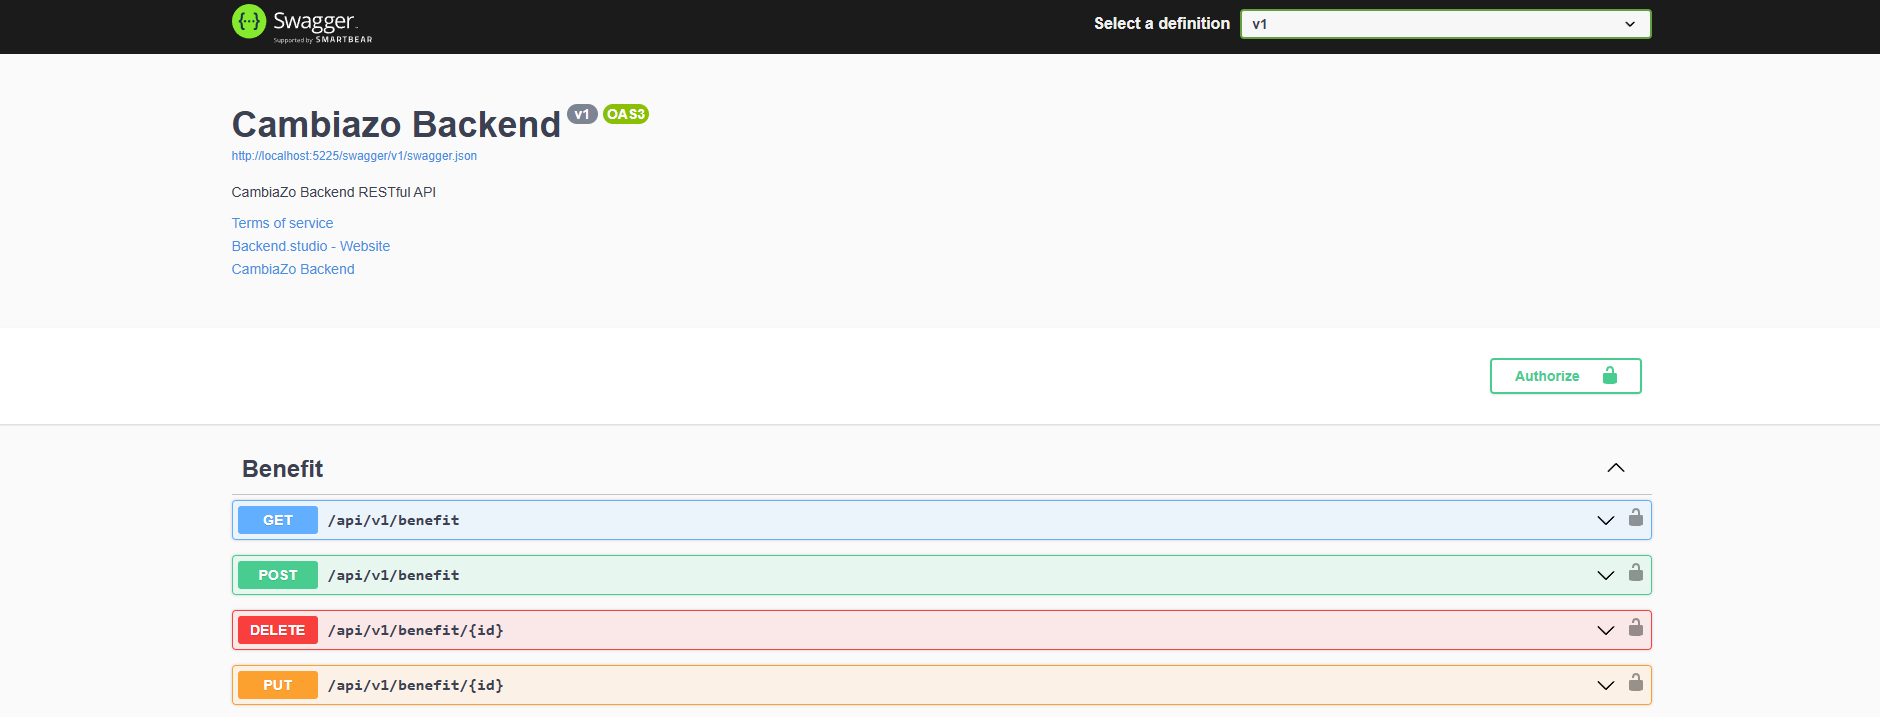 Swagger
Supported by SMARTBEAR
Select a definition
v1
Cambiazo Backend v1 OAS3
http://localhost:5225/swagger/v1/swagger.json
CambiaZo Backend RESTful API
Terms of service
Backend.studio - Website
CambiaZo Backend
Authorize
Benefit
GET /api/v1/benefit
POST /api/v1/benefit
DELETE /api/v1/benefit/{id}
PUT /api/v1/benefit/{id}